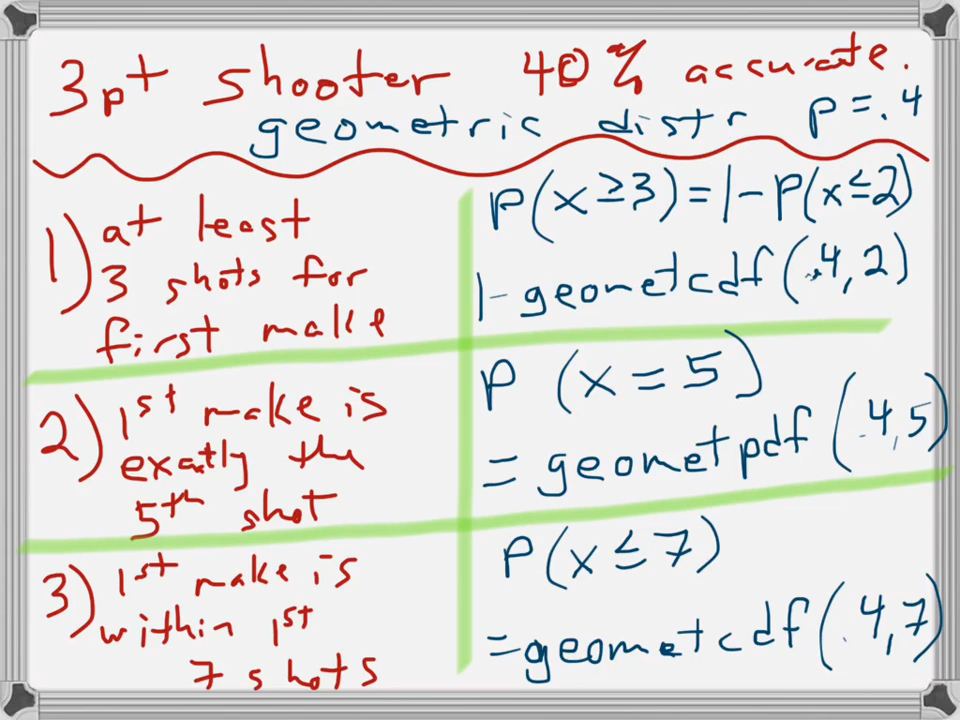 3pt shooter 40% accurate.
geometric distr p=.4
1) at least
3 shots for
first make
P(x≥3)=1-P(x≤2)
1-geometcdf(.4,2)
2) 1st make is
exactly the
5th shot
P(x=5)
=geometpdf(.4,5)
3) 1st make is
within 1st
7 shots
P(x≤7)
=geometcdf(.4,7)